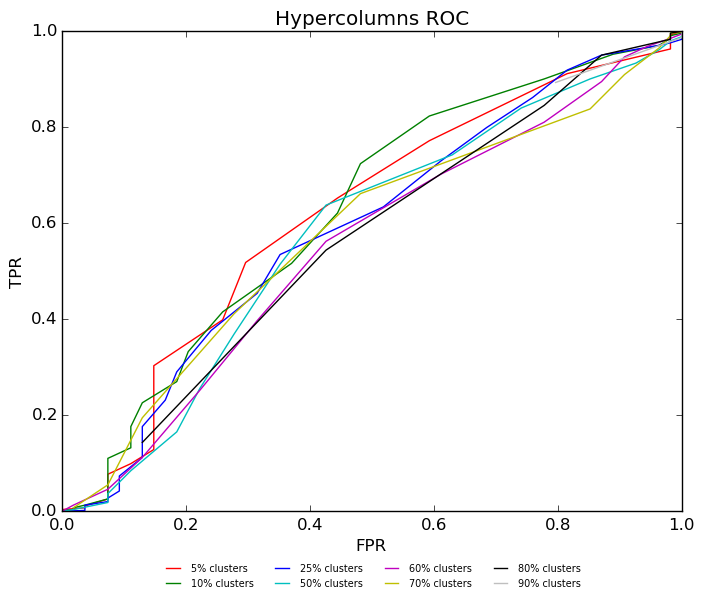 Hypercolumns ROC
1.0
0.8
0.6
0.4
0.2
0.0
TPR
0.0 0.2 0.4 0.6 0.8 1.0
FPR
5% clusters 25% clusters 60% clusters 80% clusters
10% clusters 50% clusters 70% clusters 90% clusters